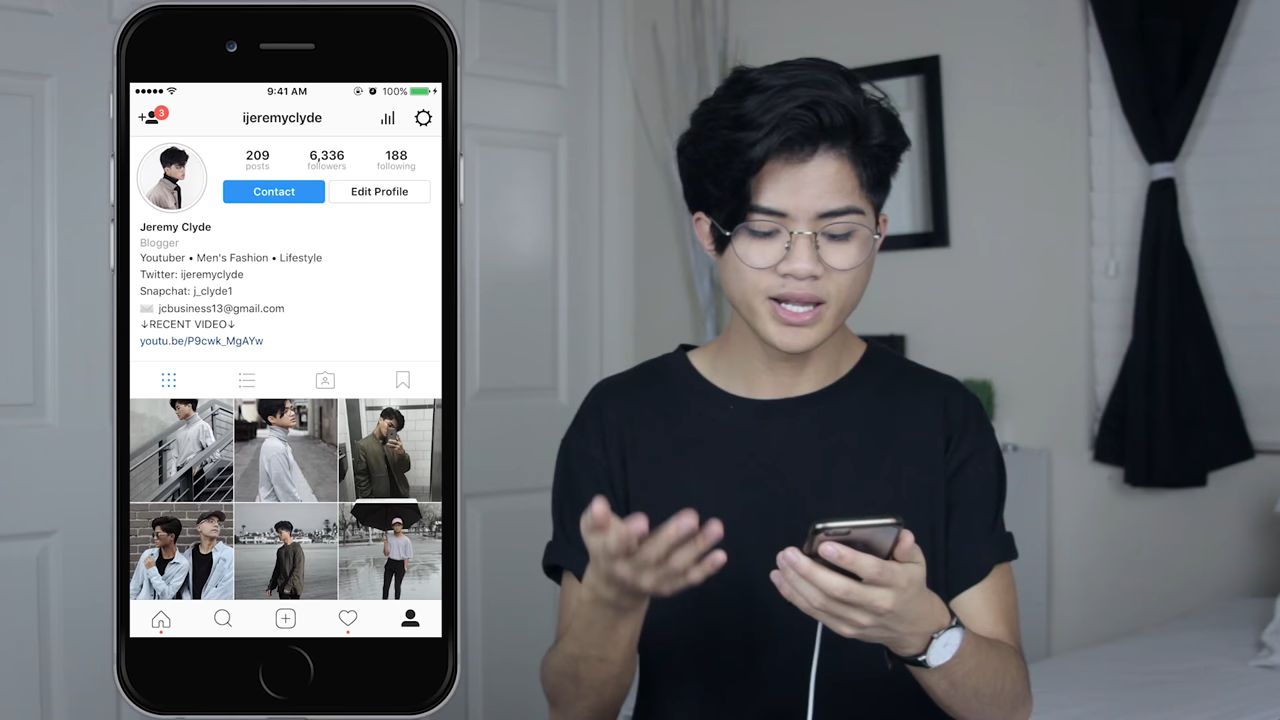 9:41 AM 100%
3
ijeremyclyde
209 6,336 188
posts followers following
Contact Edit Profile
Jeremy Clyde
Blogger
Youtuber • Men's Fashion • Lifestyle
Twitter: ijeremyclyde
Snapchat: j_clyde1
jcbusiness13@gmail.com
↓RECENT VIDEO↓
youtu.be/P9cwk_MgAYw